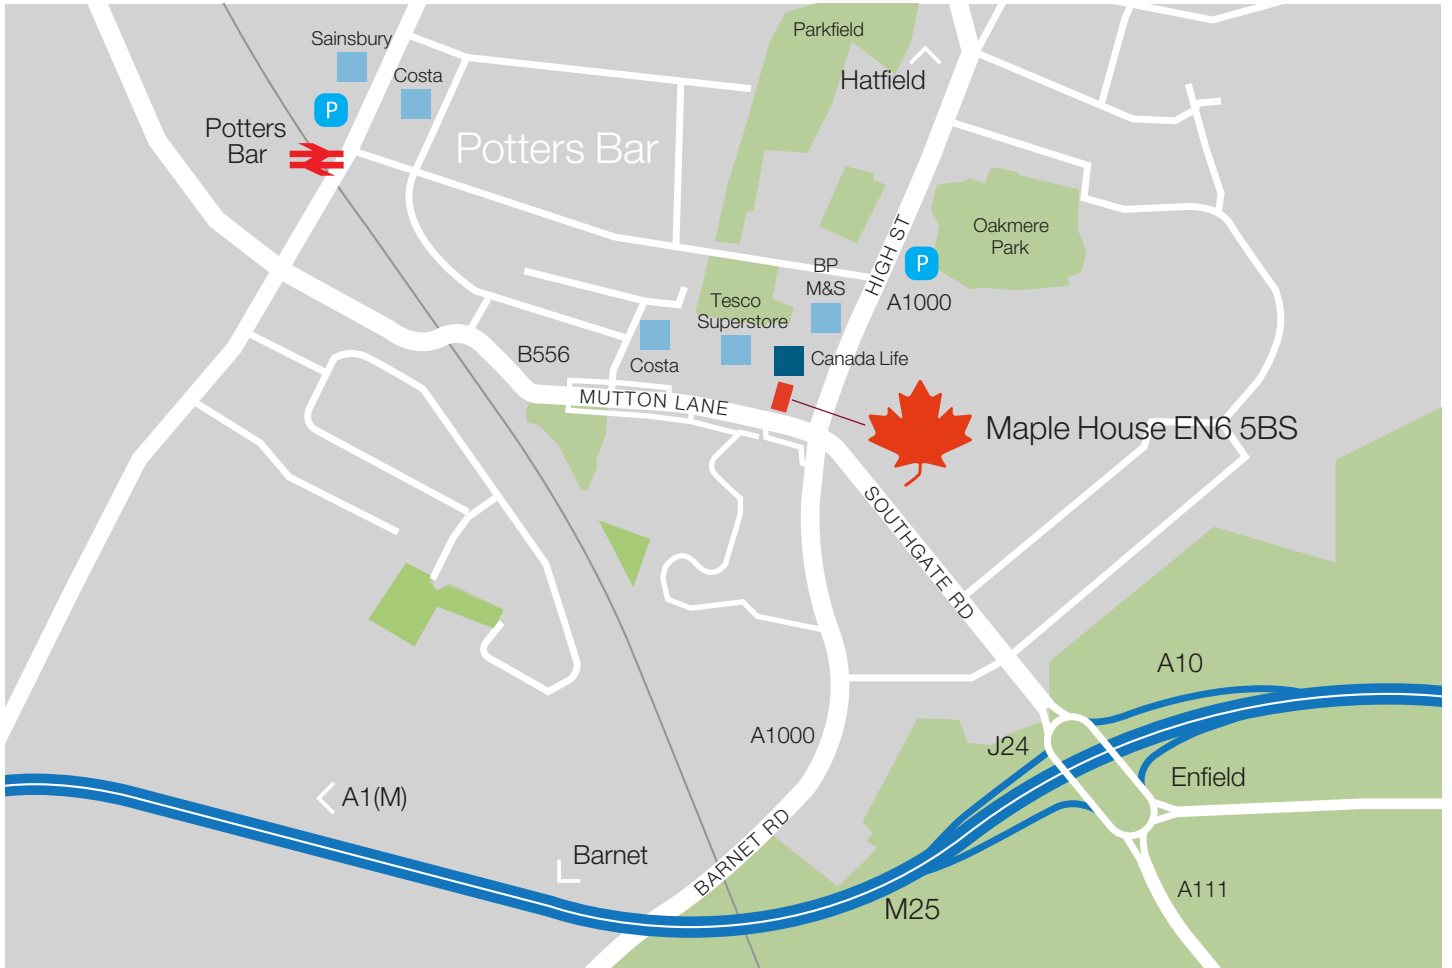 Sainsbury
Costa
P
Potters
Bar
Potters Bar
Parkfield
Hatfield
HIGH ST
Oakmere
Park
P
A1000
BP
M&S
Tesco
Superstore
Costa
Canada Life
B556
MUTTON LANE
Maple House EN6 5BS
SOUTHGATE RD
A10
J24
Enfield
A1000
A1(M)
Barnet
BARNET RD
M25
A111